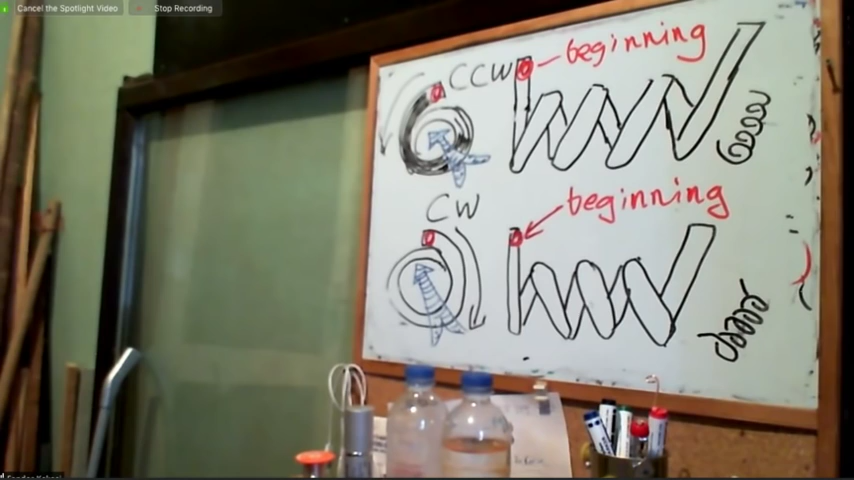 Cancel the Spotlight Video
Stop Recording
CCW
beginning
CW
beginning